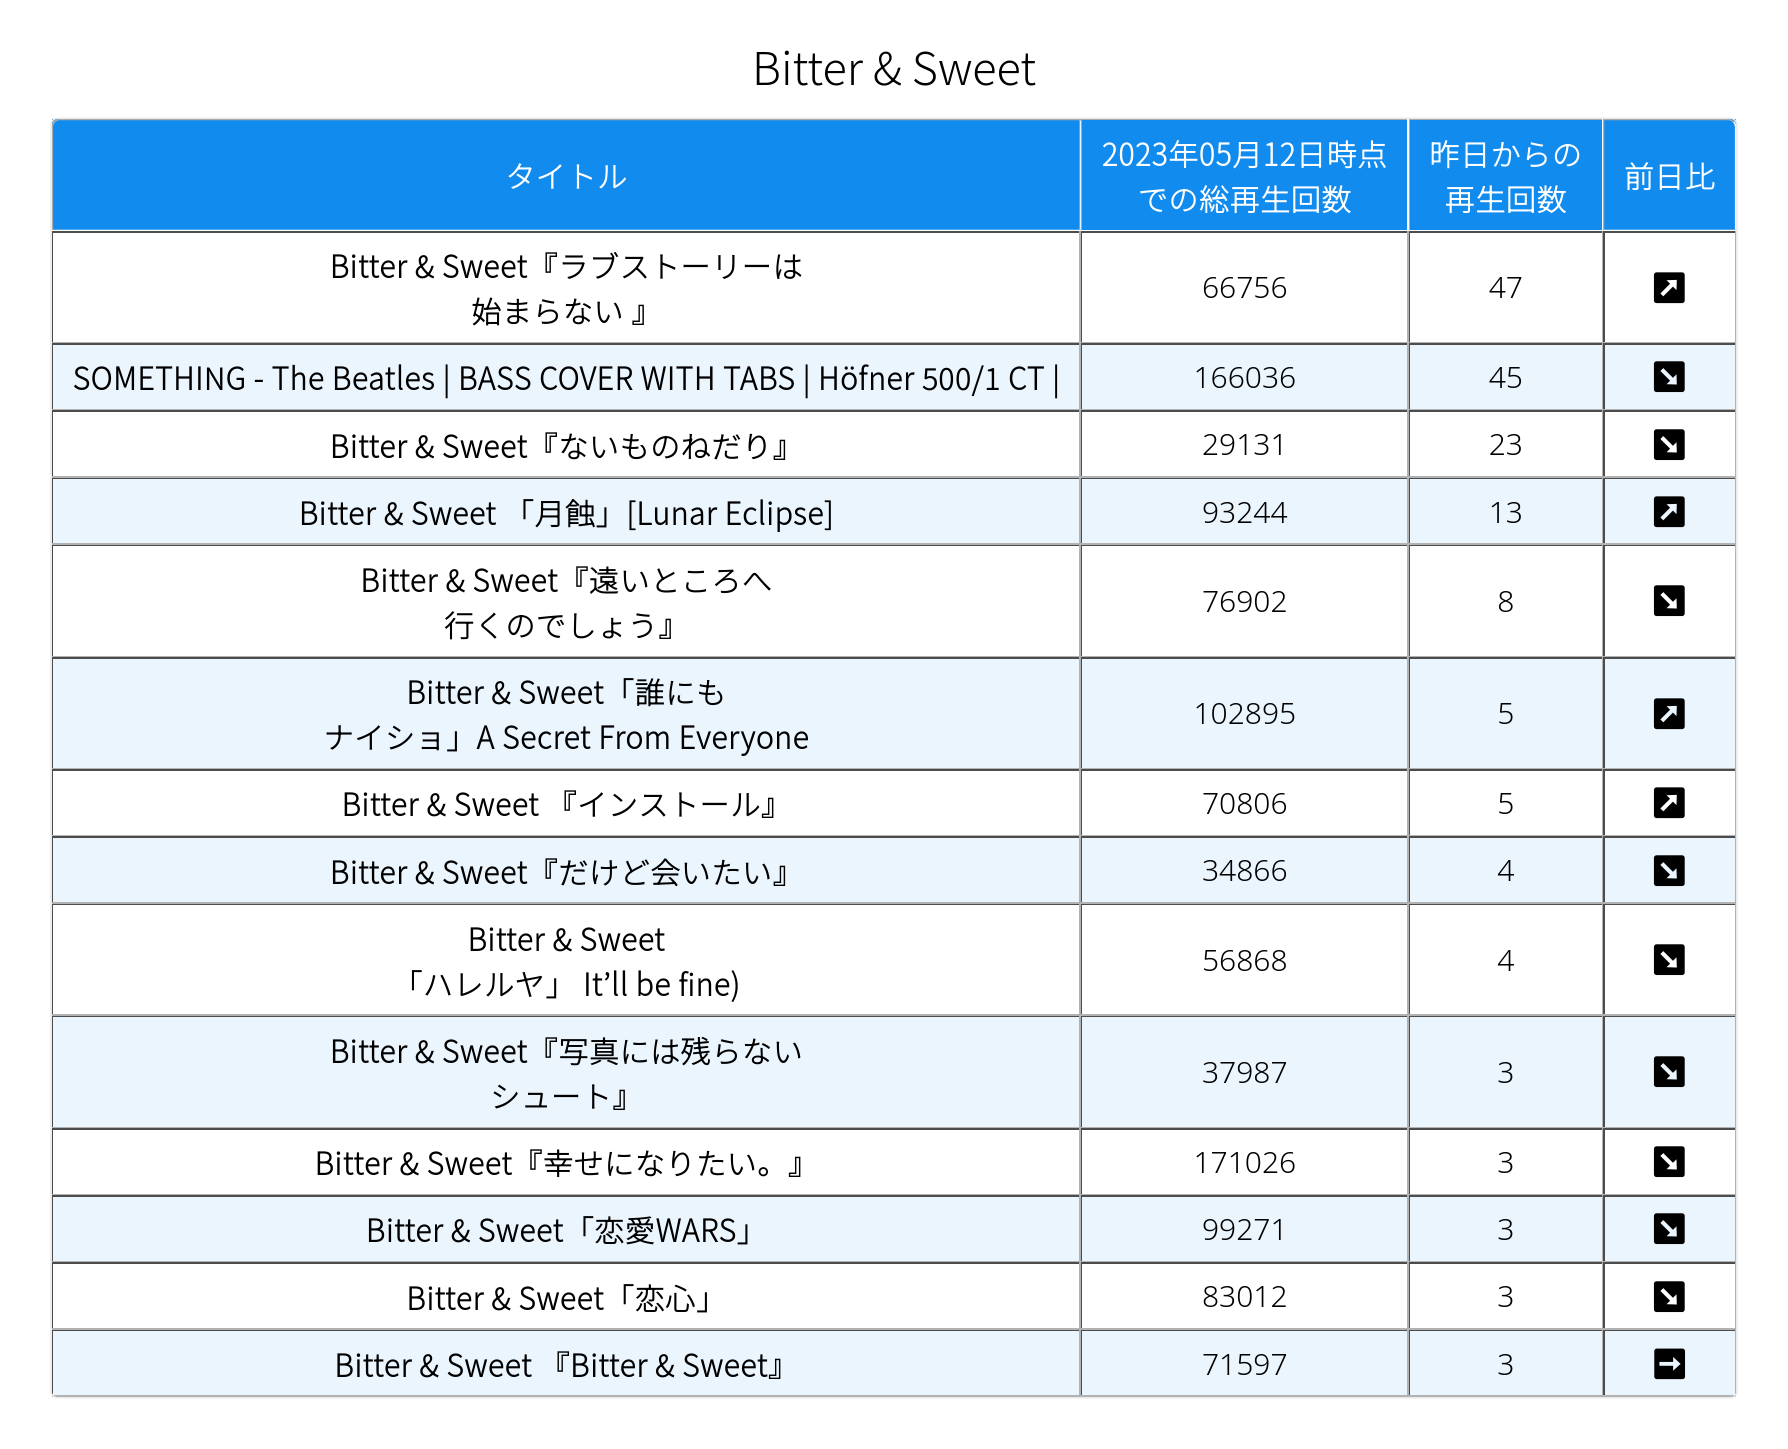 Bitter & Sweet
タイトル
2023年05月12日時点
での総再生回数
昨日からの
再生回数
前日比
Bitter & Sweet『ラブストーリーは
始まらない 』
66756
47
SOMETHING - The Beatles | BASS COVER WITH TABS | Höfner 500/1 CT |
166036
45
Bitter & Sweet『ないものねだり』
29131
23
Bitter & Sweet 「月蝕」[Lunar Eclipse]
93244
13
Bitter & Sweet『遠いところへ
行くのでしょう』
76902
8
Bitter & Sweet「誰にも
ナイショ」A Secret From Everyone
102895
5
Bitter & Sweet 『インストール』
70806
5
Bitter & Sweet『だけど会いたい』
34866
4
Bitter & Sweet
「ハレルヤ」 It’ll be fine)
56868
4
Bitter & Sweet『写真には残らない
シュート』
37987
3
Bitter & Sweet『幸せになりたい。』
171026
3
Bitter & Sweet「恋愛WARS」
99271
3
Bitter & Sweet「恋心」
83012
3
Bitter & Sweet 『Bitter & Sweet』
71597
3